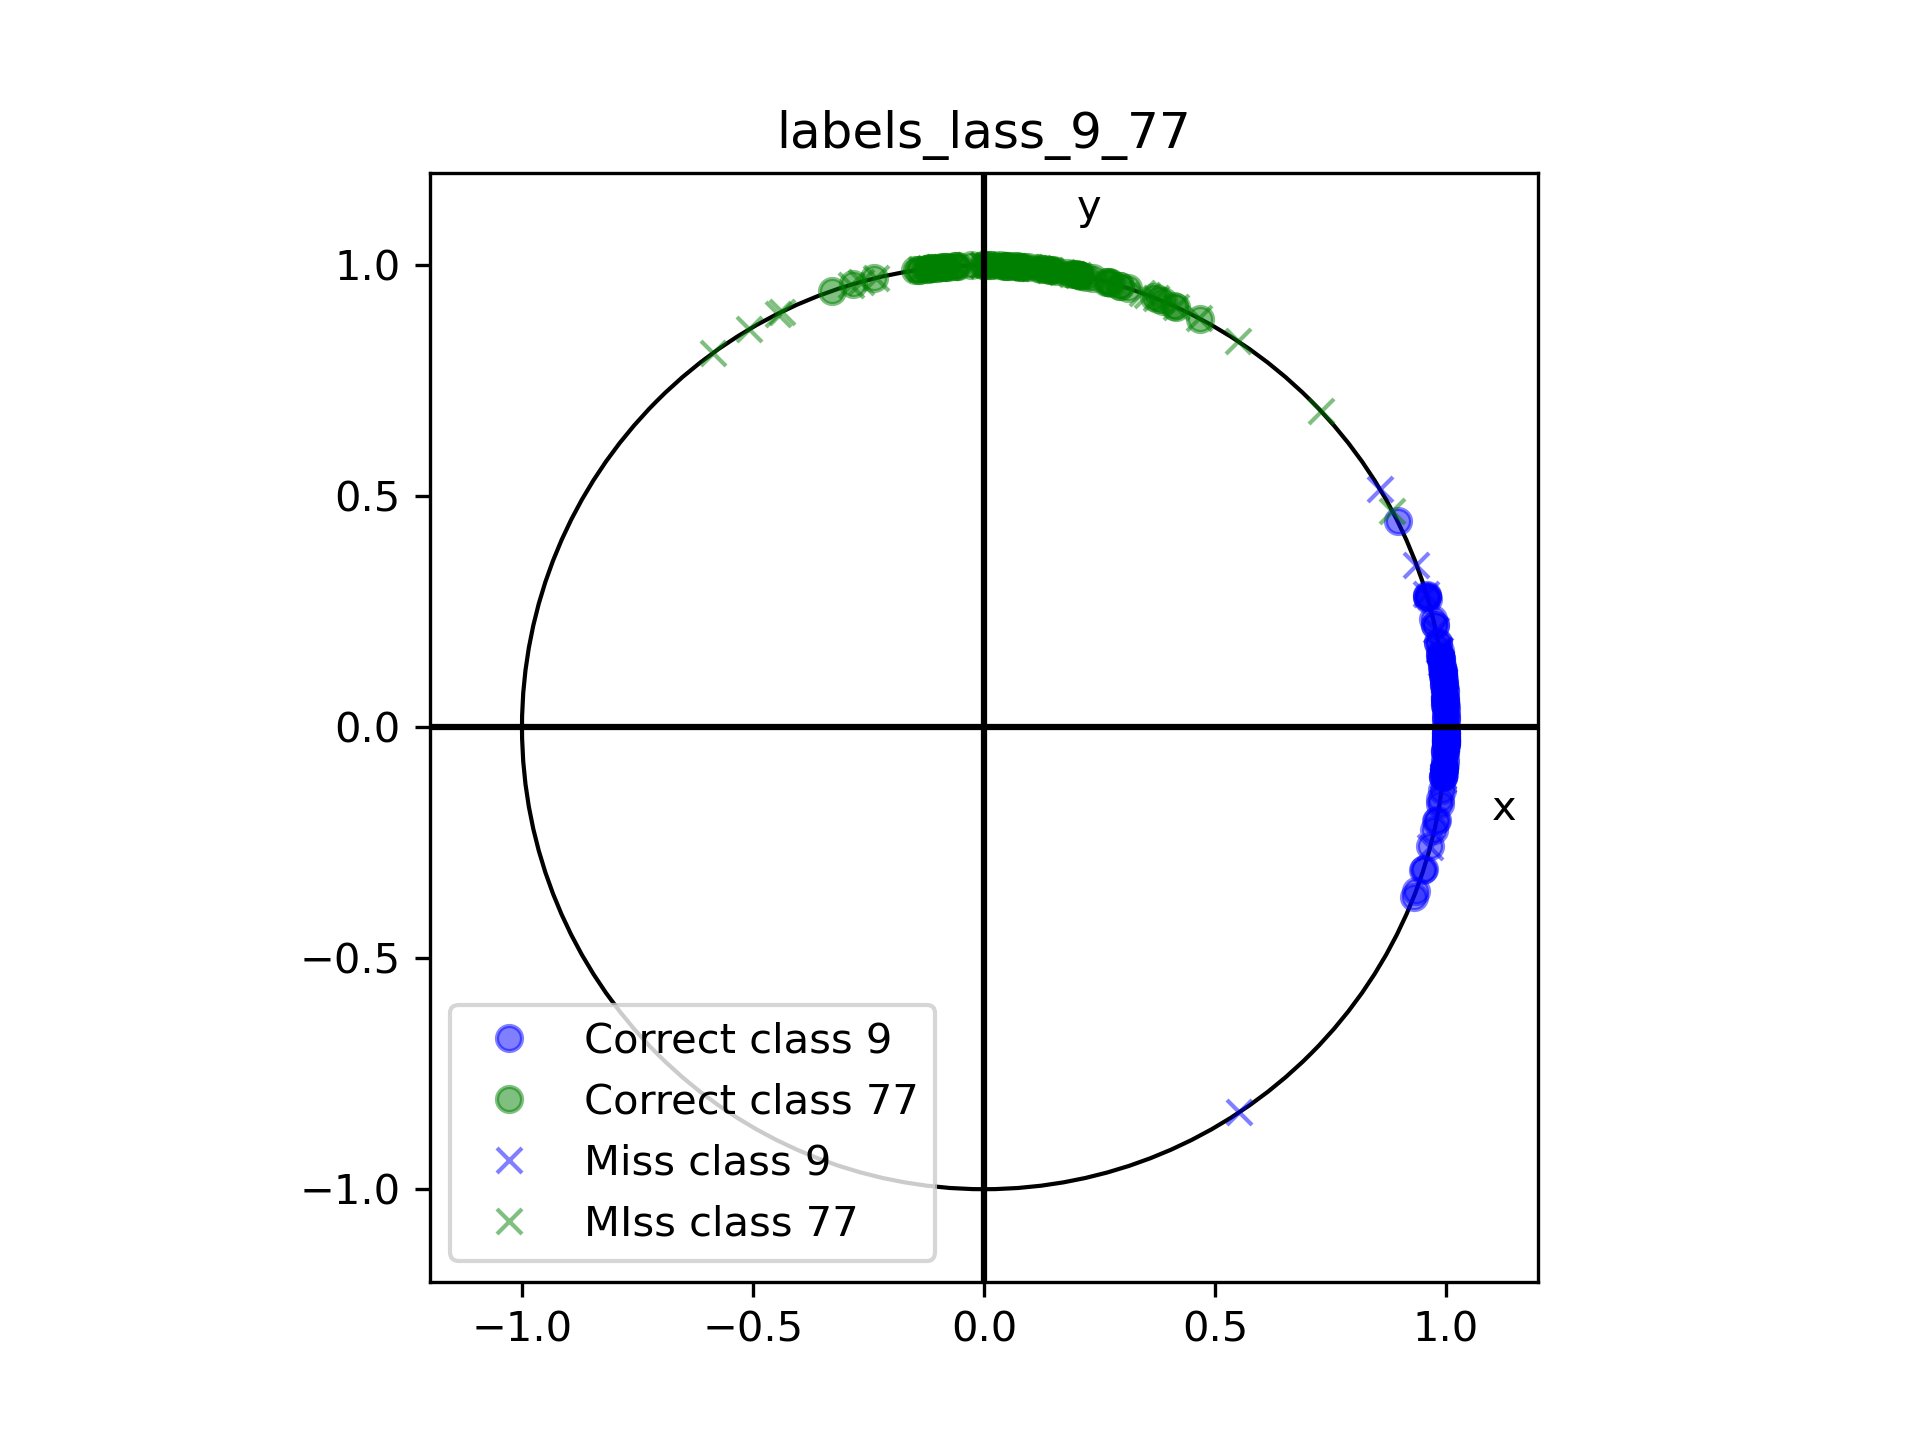 labels_lass_9_77
y
1.0
0.5
0.0
x
−0.5
−1.0
Correct class 9
Correct class 77
Miss class 9
MIss class 77
−1.0 −0.5 0.0 0.5 1.0